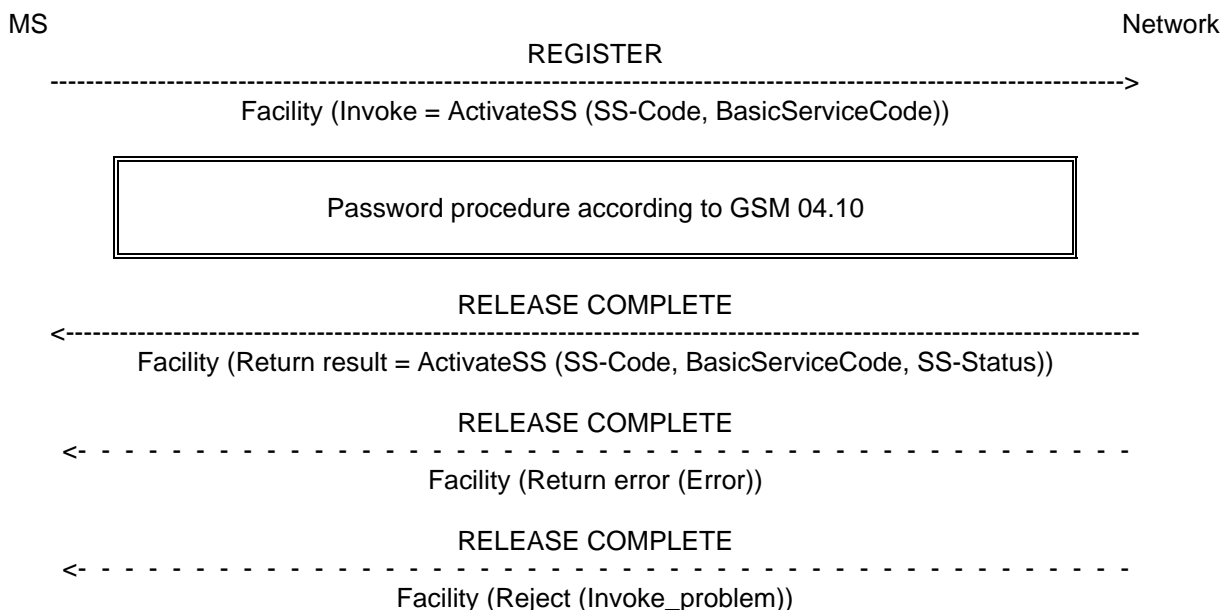 MS Network
REGISTER
Facility (Invoke = ActivateSS (SS-Code, BasicServiceCode))
Password procedure according to GSM 04.10
RELEASE COMPLETE
Facility (Return result = ActivateSS (SS-Code, BasicServiceCode, SS-Status))
RELEASE COMPLETE
Facility (Return error (Error))
RELEASE COMPLETE
Facility (Reject (Invoke_problem))